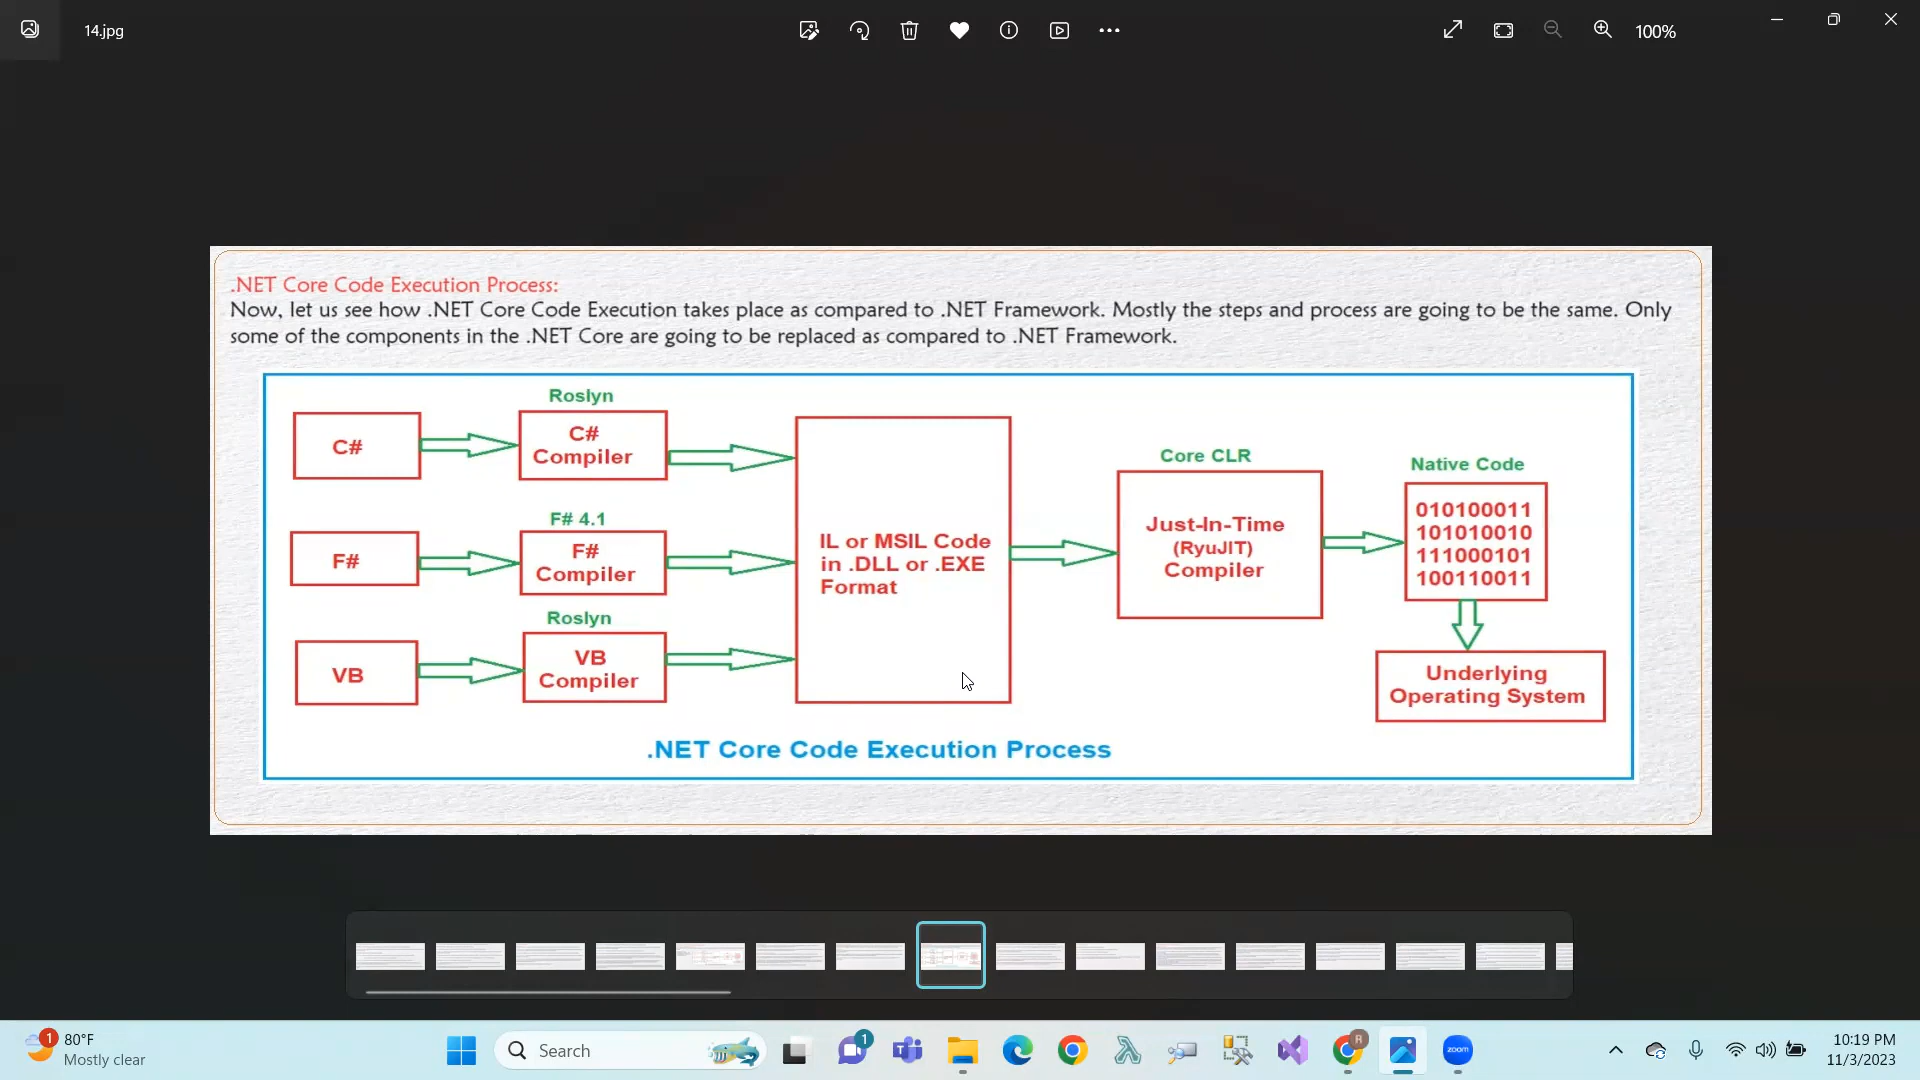 14.jpg
100%
.NET Core Code Execution Process:
Now, let us see how .NET Core Code Execution takes place as compared to .NET Framework. Mostly the steps and process are going to be the same. Only
some of the components in the .NET Core are going to be replaced as compared to .NET Framework.
Roslyn
C#
C#
Compiler
F# 4.1
F#
F#
Compiler
Roslyn
VB
VB
Compiler
IL or MSIL Code
in .DLL or .EXE
Format
Core CLR
Just-In-Time
(RyuJIT)
Compiler
Native Code
010100011
101010010
111000101
100110011
Underlying
Operating System
.NET Core Code Execution Process
1
80°F
Mostly clear
Search
1
R
zoom
10:19 PM
11/3/2023